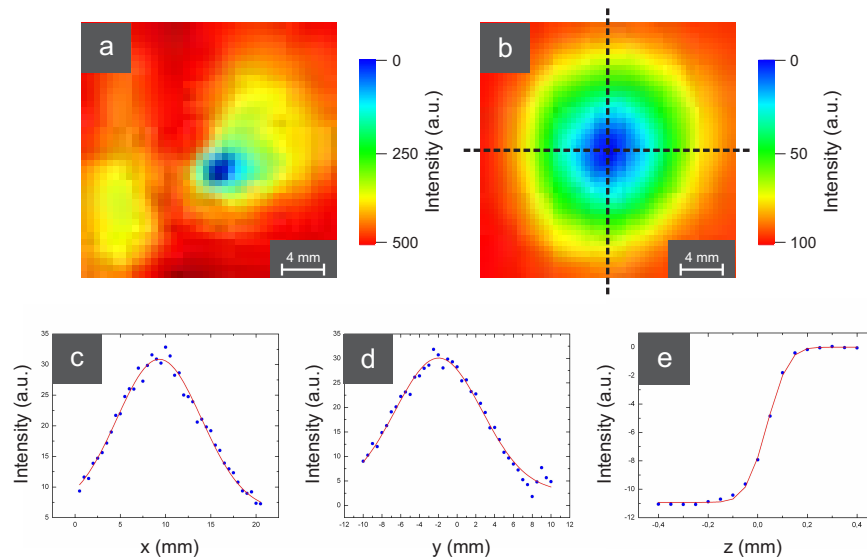 a
0
250
500
Intensity (a.u.)
4 mm
b
0
50
100
Intensity (a.u.)
4 mm
c
35
30
25
20
15
10
5
0 5 10 15 20
Intensity (a.u.)
x (mm)
d
35
30
25
20
15
10
5
0
-5
-12 -10 -8 -6 -4 -2 0 2 4 6 8 10 12
Intensity (a.u.)
y (mm)
e
0
-2
-4
-6
-8
-10
-12
-0,4 -0,2 0,0 0,2 0,4
Intensity (a.u.)
z (mm)